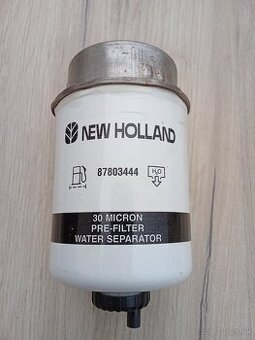 NEW HOLLAND
87803444
H₂O
30 MICRON
PRE-FILTER
WATER SEPARATOR